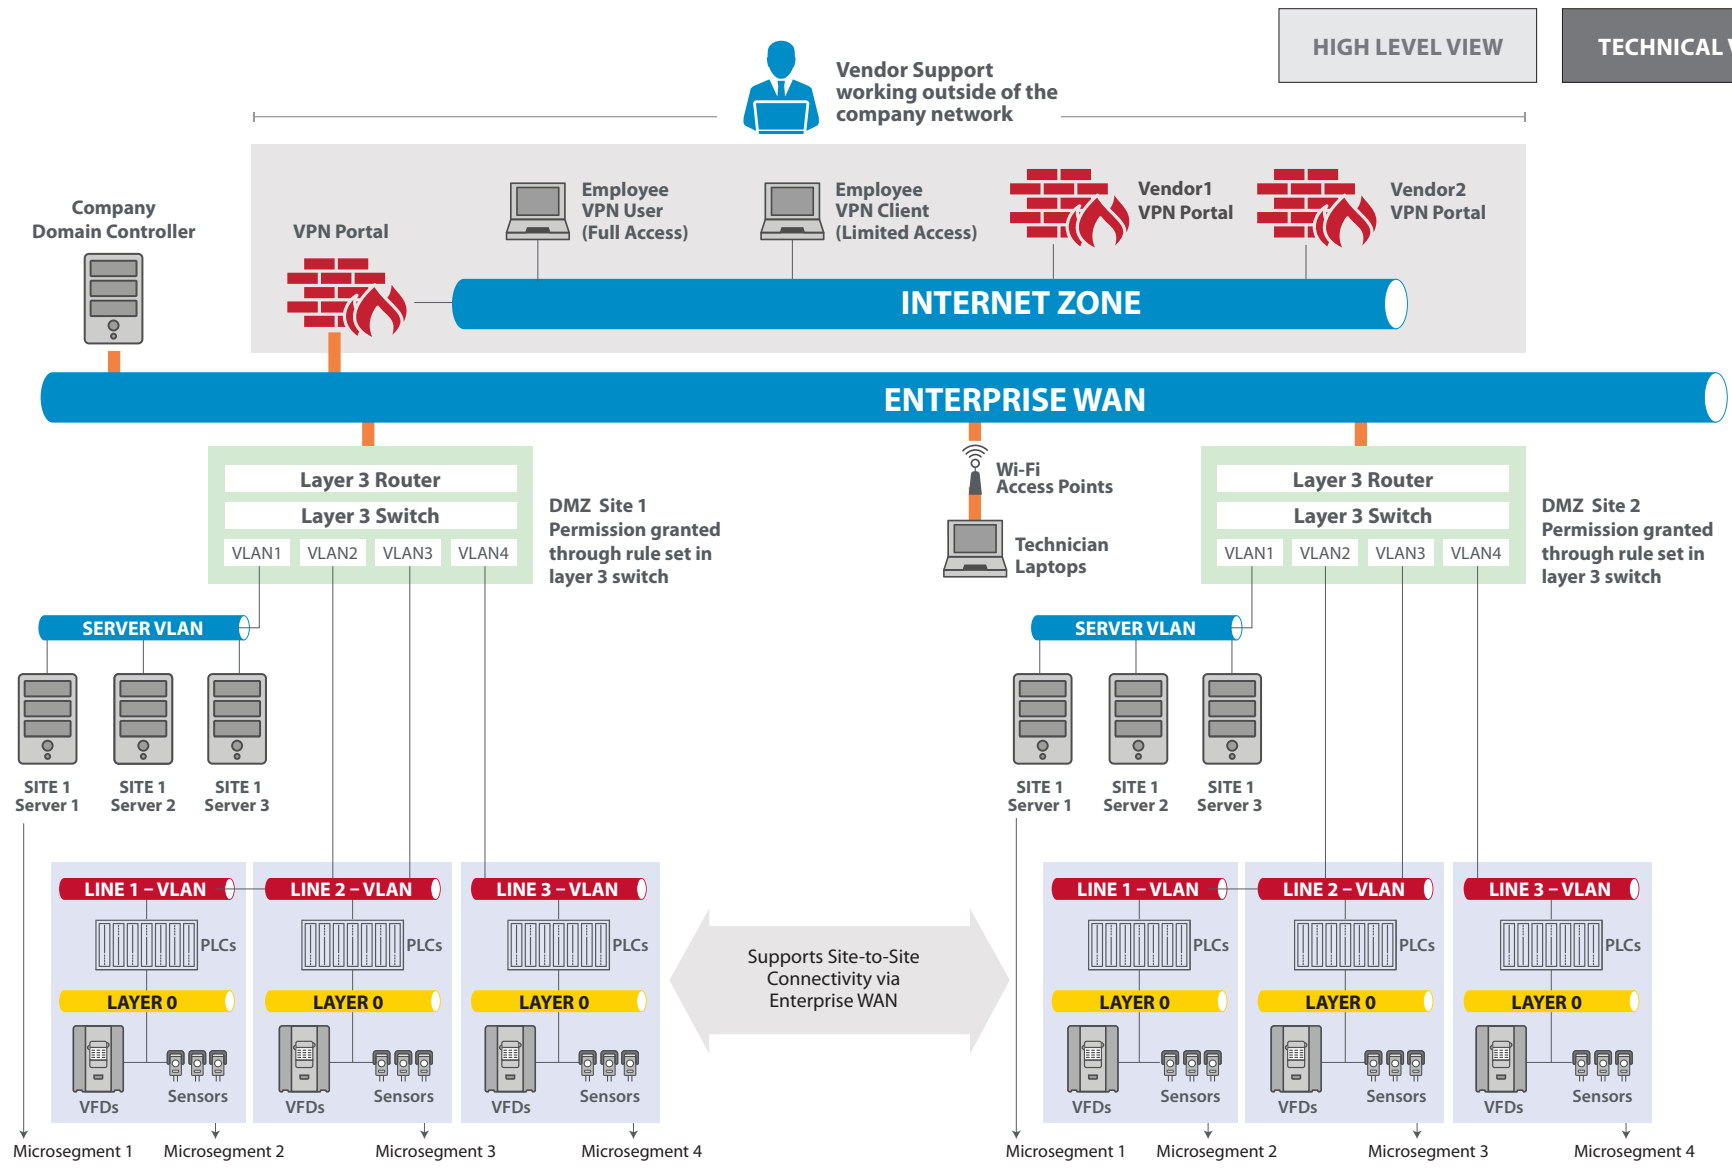 HIGH LEVEL VIEW
TECHNICAL V
Vendor Support
working outside of the
company network
Company
Domain Controller
VPN Portal
Employee
VPN User
(Full Access)
Employee
VPN Client
(Limited Access)
Vendor1
VPN Portal
Vendor2
VPN Portal
INTERNET ZONE
ENTERPRISE WAN
Layer 3 Router
Layer 3 Switch
VLAN1
VLAN2
VLAN3
VLAN4
DMZ Site 1
Permission granted
through rule set in
layer 3 switch
Wi-Fi
Access Points
Technician
Laptops
Layer 3 Router
Layer 3 Switch
VLAN1
VLAN2
VLAN3
VLAN4
DMZ Site 2
Permission granted
through rule set in
layer 3 switch
SERVER VLAN
SITE 1
Server 1
SITE 1
Server 2
SITE 1
Server 3
SERVER VLAN
SITE 1
Server 1
SITE 1
Server 2
SITE 1
Server 3
LINE 1 – VLAN
PLCs
LAYER 0
VFDs
Sensors
LINE 2 – VLAN
PLCs
LAYER 0
VFDs
Sensors
LINE 3 – VLAN
PLCs
LAYER 0
VFDs
Sensors
Supports Site-to-Site
Connectivity via
Enterprise WAN
LINE 1 – VLAN
PLCs
LAYER 0
VFDs
Sensors
LINE 2 – VLAN
PLCs
LAYER 0
VFDs
Sensors
LINE 3 – VLAN
PLCs
LAYER 0
VFDs
Sensors
Microsegment 1
Microsegment 2
Microsegment 3
Microsegment 4
Microsegment 1
Microsegment 2
Microsegment 3
Microsegment 4